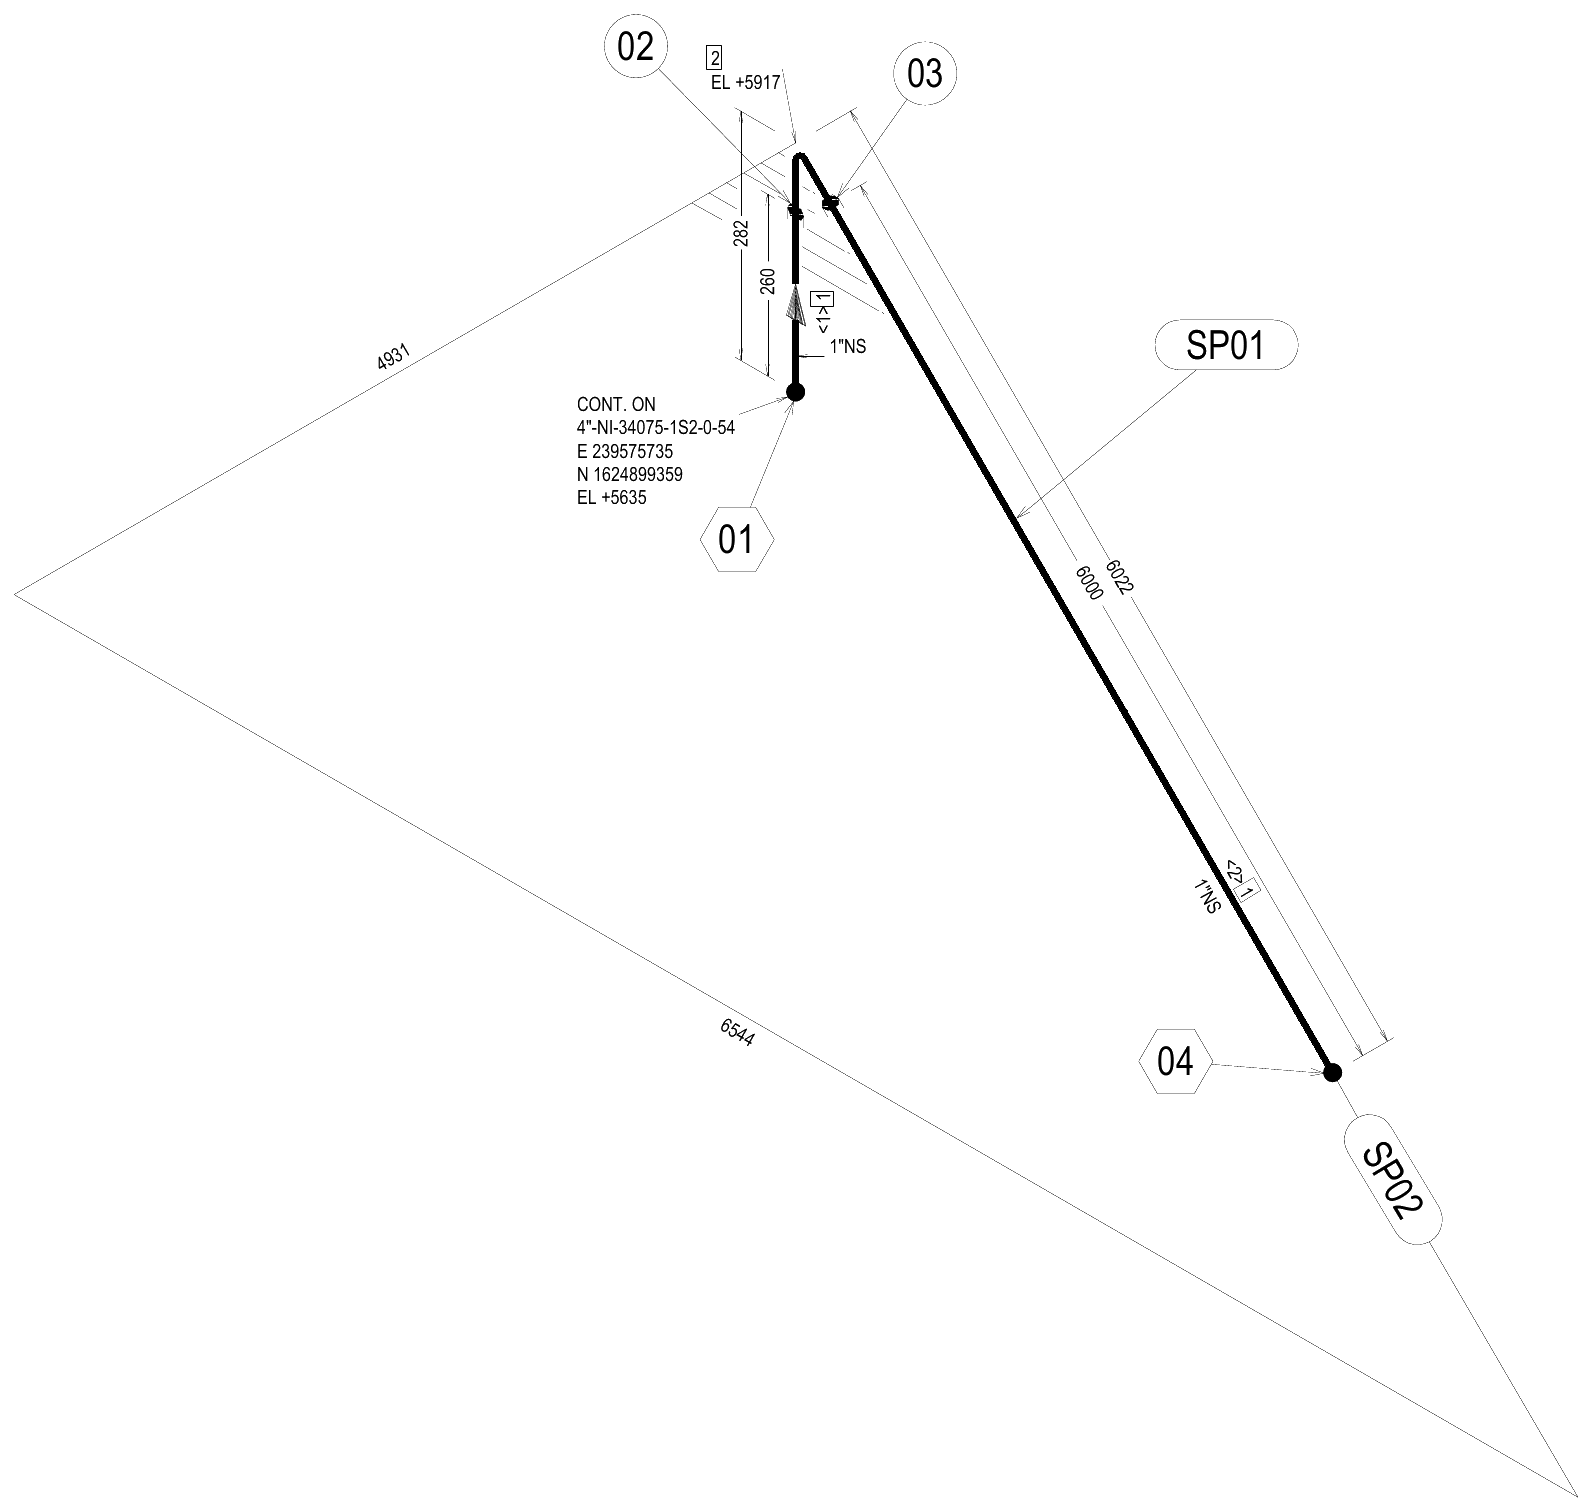 02
2
EL +5917
03
282
260
1
<1>
1"NS
4931
SP01
CONT. ON
4"-NI-34075-1S2-0-54
E 239575735
N 1624899359
EL +5635
01
6000
6022
<2>
1
1"NS
6544
04
SP02